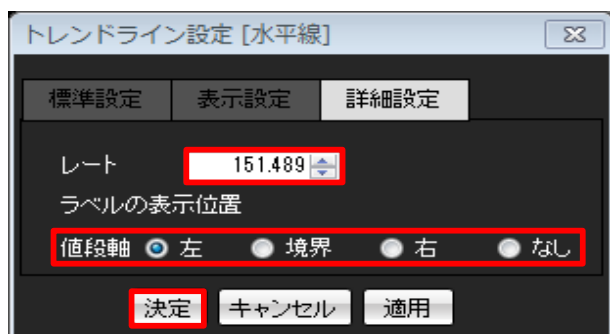 トレンドライン設定 [水平線]
標準設定 表示設定 詳細設定
レート 151.489
ラベルの表示位置
値段軸 左 境界 右 なし
決定 キャンセル 適用